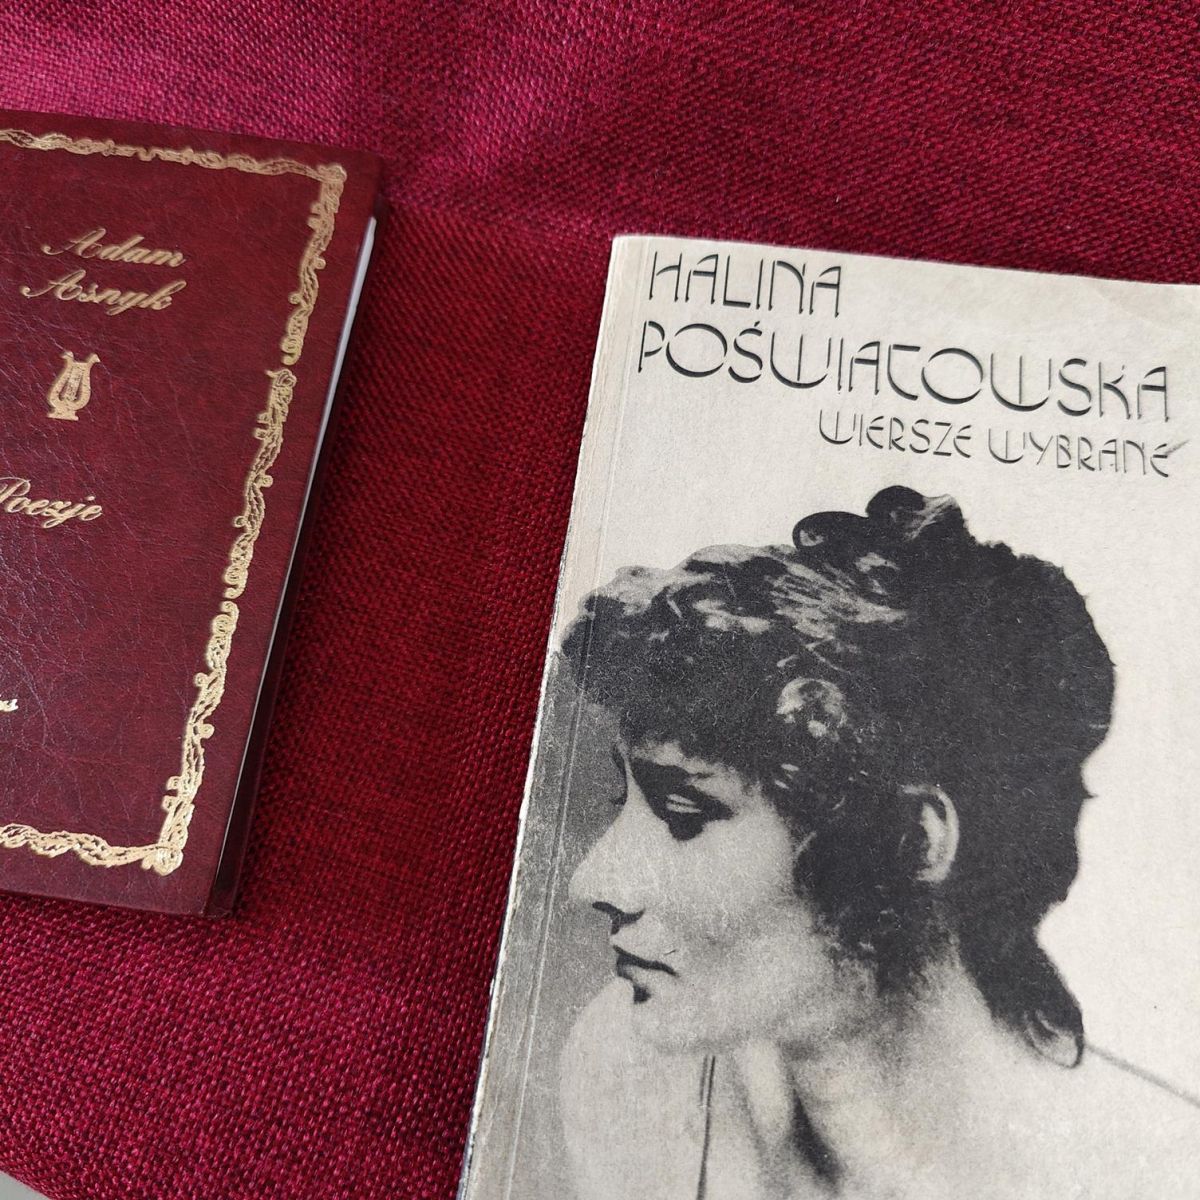 Adam
Asnyk
Poezje
HALINA
POŚWIATOWSKA
WIERSZE WYBRANE